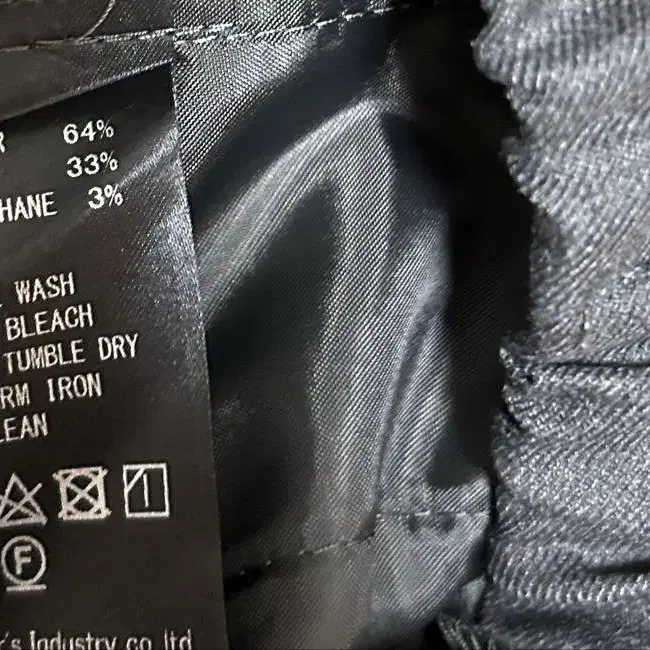 R 64%
33%
HANE 3%
WASH
BLEACH
TUMBLE DRY
RM IRON
LEAN
F
r's Industry co ltd